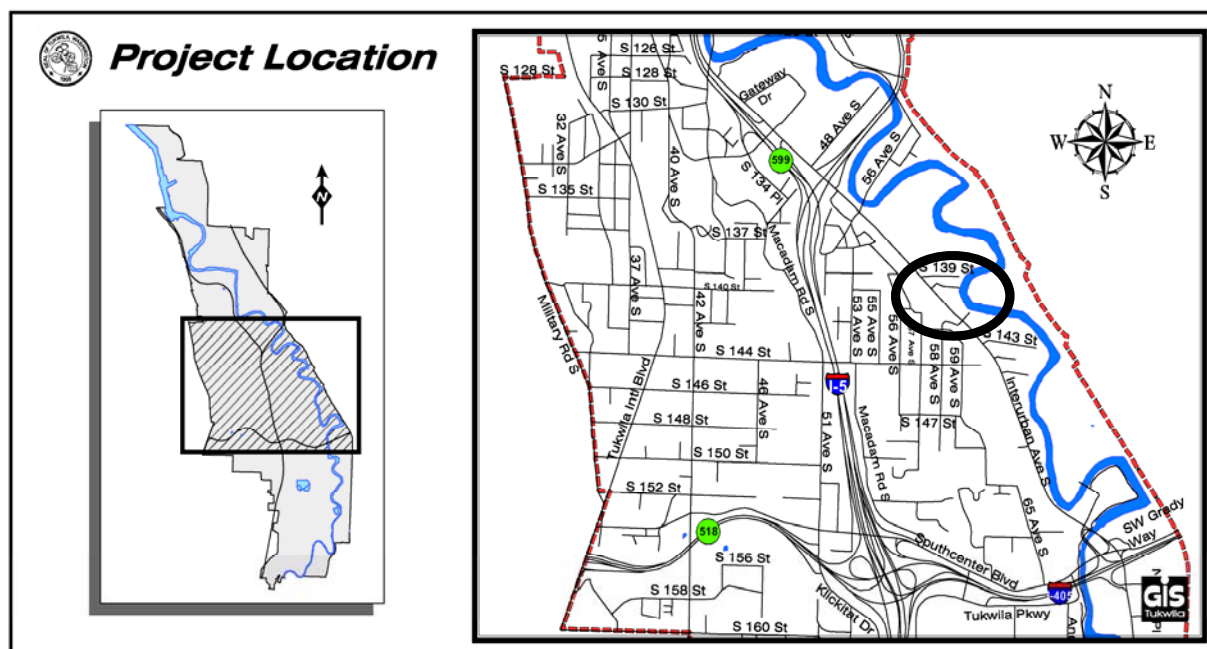 SEAL OF TUKWILA, WASHINGTON
1908
Project Location
N
S 126 St
S 128 St
S 128 St
S 130 St
Gateway
Dr
32 Ave S
40 Ave S
48 Ave S
56 Ave S
599
S 134 Pl
S 135 St
S 137 St
Macadam Rd S
37 Ave S
S 139 St
S 140 St
42 Ave S
55 Ave S
53 Ave S
56 Ave S
58 Ave S
59 Ave S
S 143 St
Military Rd S
S 144 St
S 146 St
46 Ave S
I-5
S 147 St
S 148 St
Tukwila Intl Blvd
51 Ave S
Macadam Rd S
Interurban Ave S
S 150 St
S 152 St
65 Ave S
SW Grady
Way
518
S 156 St
Southcenter Blvd
S 158 St
Klickitat Dr
I-405
Tukwila Pkwy
S 160 St
N
W
E
S
GIS
Tukwila